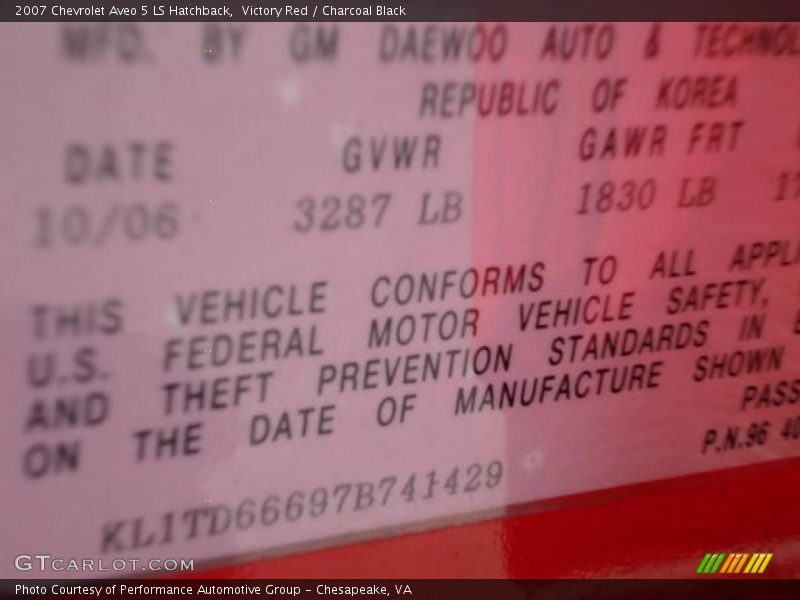 2007 Chevrolet Aveo 5 LS Hatchback, Victory Red / Charcoal Black
MFD. BY GM DAEWOO AUTO & TECHNOL
REPUBLIC OF KOREA
DATE GVWR GAWR FRT
10/06 3287 LB 1830 LB 17
THIS VEHICLE CONFORMS TO ALL APPLI
U.S. FEDERAL MOTOR VEHICLE SAFETY,
AND THEFT PREVENTION STANDARDS IN
ON THE DATE OF MANUFACTURE SHOWN
PASS
P.N.96 40
KL1TD66697B741429
GTCARLOT.COM
Photo Courtesy of Performance Automotive Group - Chesapeake, VA